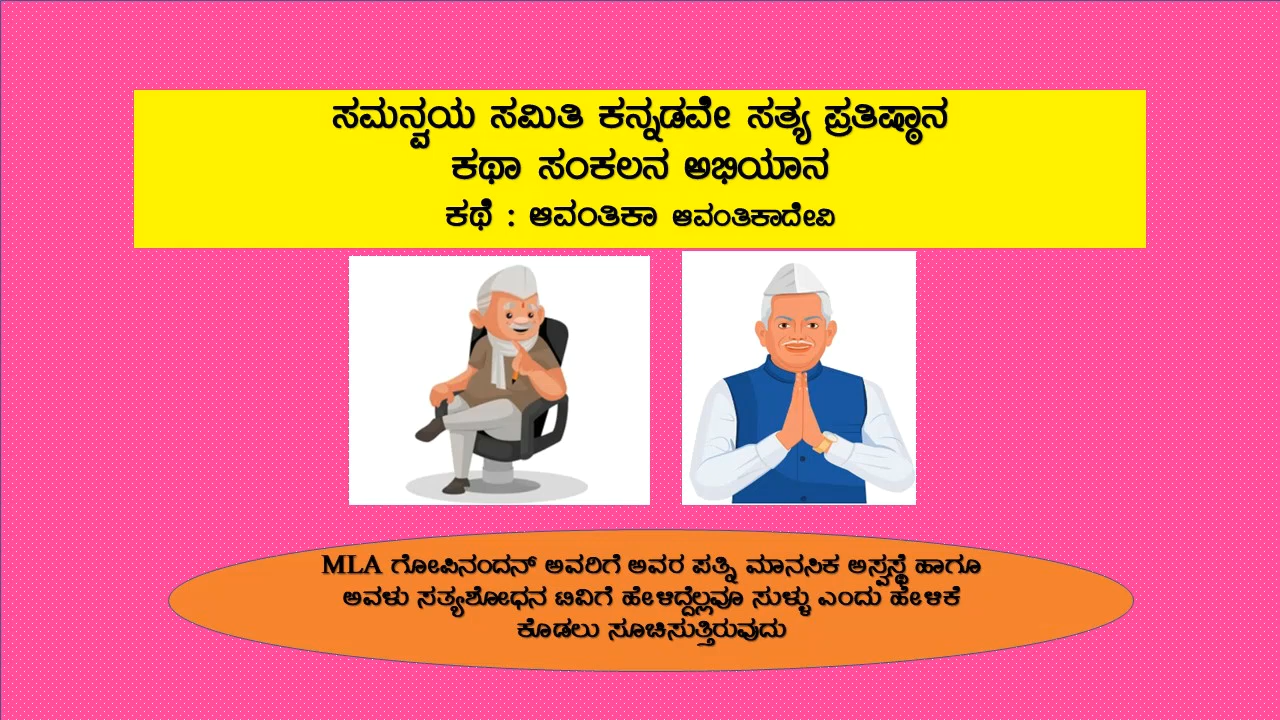 ಸಮನ್ವಯ ಸಮಿತಿ ಕನ್ನಡವೇ ಸತ್ಯ ಪ್ರತಿಷ್ಠಾನ
ಕಥಾ ಸಂಕಲನ ಅಭಿಯಾನ
ಕಥೆ : ಆವಂತಿಕಾ ಆವಂತಿಕಾದೇವಿ
MLA ಗೋಪಿನಂದನ್ ಅವರಿಗೆ ಅವರ ಪತ್ನಿ ಮಾನಸಿಕ ಅಸ್ವಸ್ಥೆ ಹಾಗೂ
ಅವಳು ಸತ್ಯಶೋಧನ ಟಿವಿಗೆ ಹೇಳಿದ್ದೆಲ್ಲವೂ ಸುಳ್ಳು ಎಂದು ಹೇಳಿಕೆ
ಕೊಡಲು ಸೂಚಿಸುತ್ತಿರುವುದು